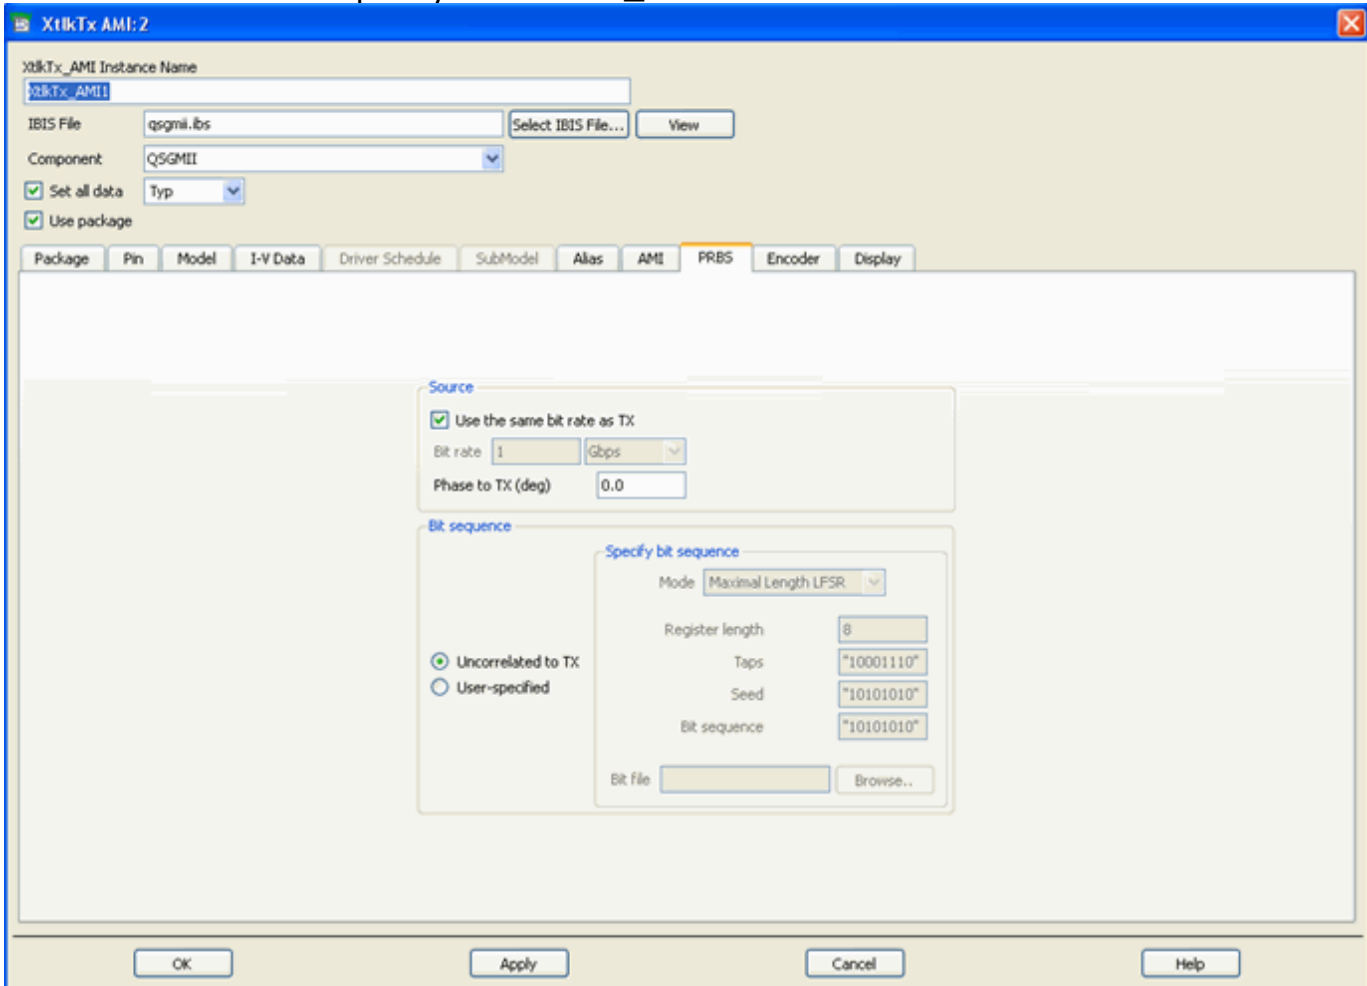 XtlkTx AMI:2
XtlkTx_AMI Instance Name
XtlkTx_AMI1
IBIS File qsgmii.ibs Select IBIS File... View
Component QSGMII
Set all data Typ
Use package
Package Pin Model I-V Data Driver Schedule SubModel Alias AMI PRBS Encoder Display
Source
Use the same bit rate as TX
Bit rate 1 Gbps
Phase to TX (deg) 0.0
Bit sequence
Specify bit sequence
Mode Maximal Length LFSR
Register length 8
Uncorrelated to TX Taps "10001110"
User-specified Seed "10101010"
Bit sequence "10101010"
Bit file Browse..
OK Apply Cancel Help